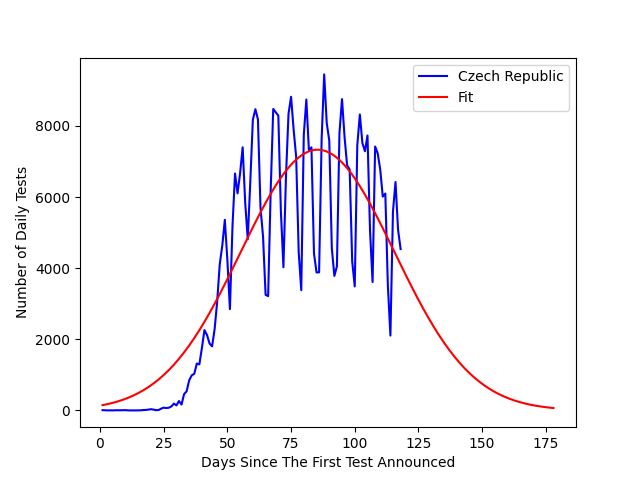 Czech Republic
Fit
Number of Daily Tests
8000
6000
4000
2000
0
0 25 50 75 100 125 150 175
Days Since The First Test Announced